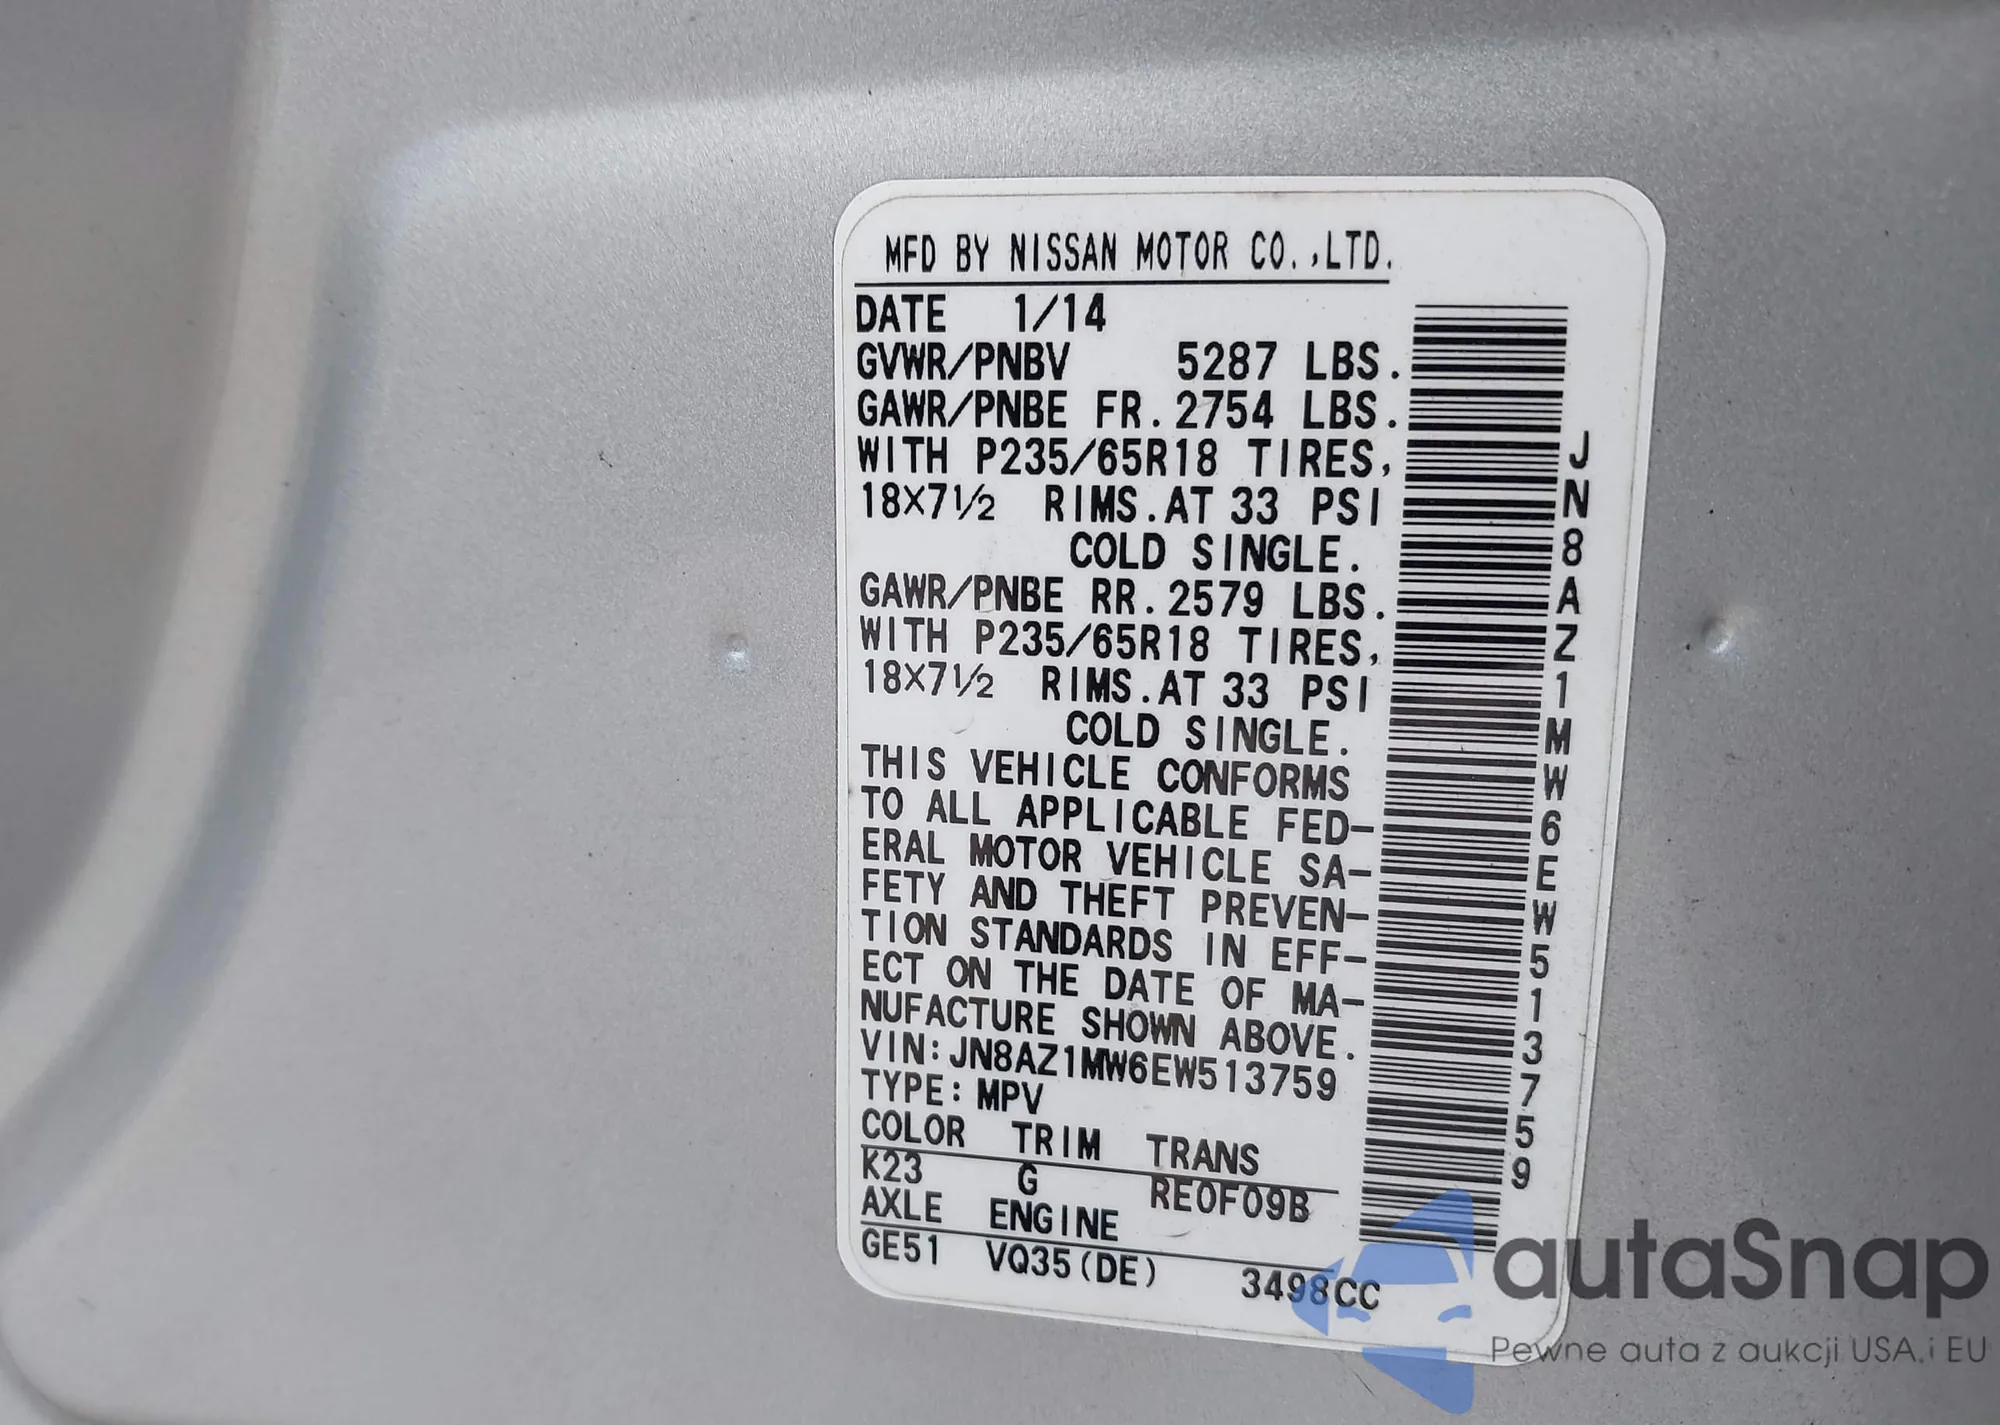 MFD BY NISSAN MOTOR CO.,LTD.
DATE 1/14
GVWR/PNBV 5287 LBS.
GAWR/PNBE FR. 2754 LBS.
WITH P235/65R18 TIRES,
18X7 1/2 RIMS. AT 33 PSI
COLD SINGLE.
GAWR/PNBE RR. 2579 LBS.
WITH P235/65R18 TIRES,
18X7 1/2 RIMS. AT 33 PSI
COLD SINGLE.
THIS VEHICLE CONFORMS
TO ALL APPLICABLE FED-
ERAL MOTOR VEHICLE SA-
FETY AND THEFT PREVEN-
TION STANDARDS IN EFF-
ECT ON THE DATE OF MA-
NUFACTURE SHOWN ABOVE.
VIN: JN8AZ1MW6EW513759
TYPE: MPV
COLOR TRIM TRANS
K23 G RE0F09B
AXLE ENGINE
GE51 VQ35(DE) 3498CC
JN8AZ1MW6EW513759
autaSnap
Pewne auta z aukcji USA i EU